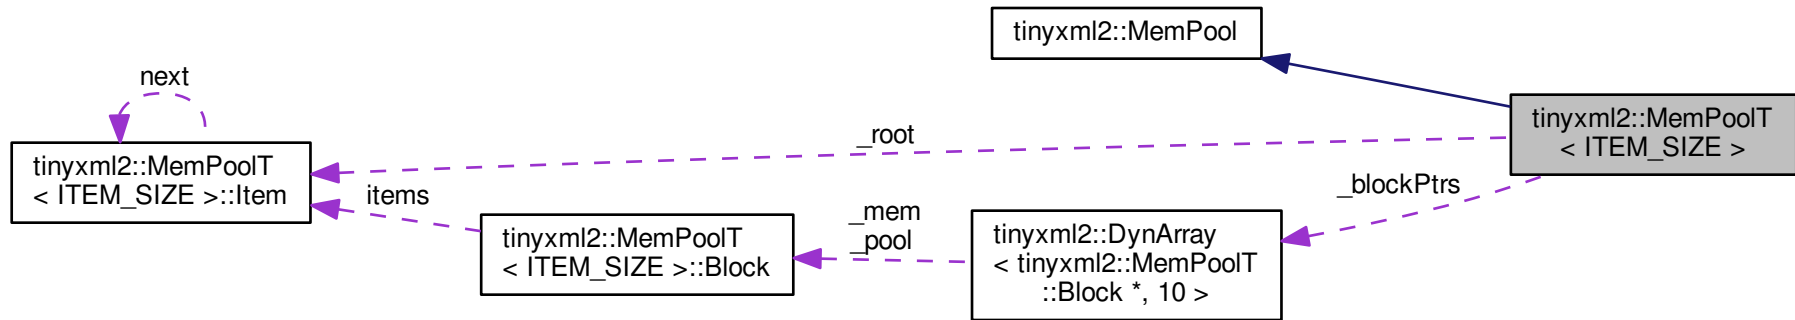 tinyxml2::MemPool
next
tinyxml2::MemPoolT
< ITEM_SIZE >
_root
tinyxml2::MemPoolT
< ITEM_SIZE >::Item
items
_blockPtrs
_mem
_pool
tinyxml2::MemPoolT
< ITEM_SIZE >::Block
tinyxml2::DynArray
< tinyxml2::MemPoolT
::Block *, 10 >